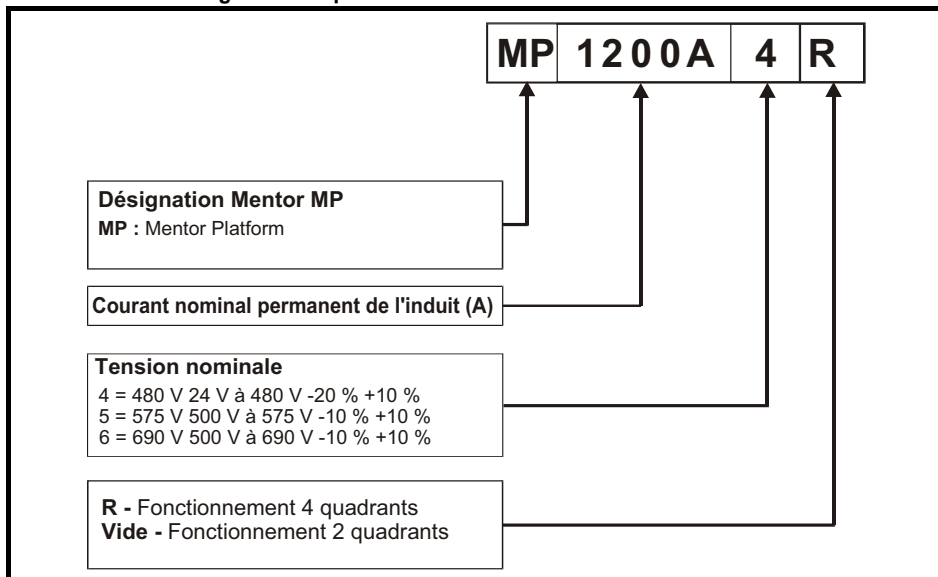 MP 1200A 4 R
Désignation Mentor MP
MP : Mentor Platform
Courant nominal permanent de l'induit (A)
Tension nominale
4 = 480 V 24 V à 480 V -20 % +10 %
5 = 575 V 500 V à 575 V -10 % +10 %
6 = 690 V 500 V à 690 V -10 % +10 %
R - Fonctionnement 4 quadrants
Vide - Fonctionnement 2 quadrants